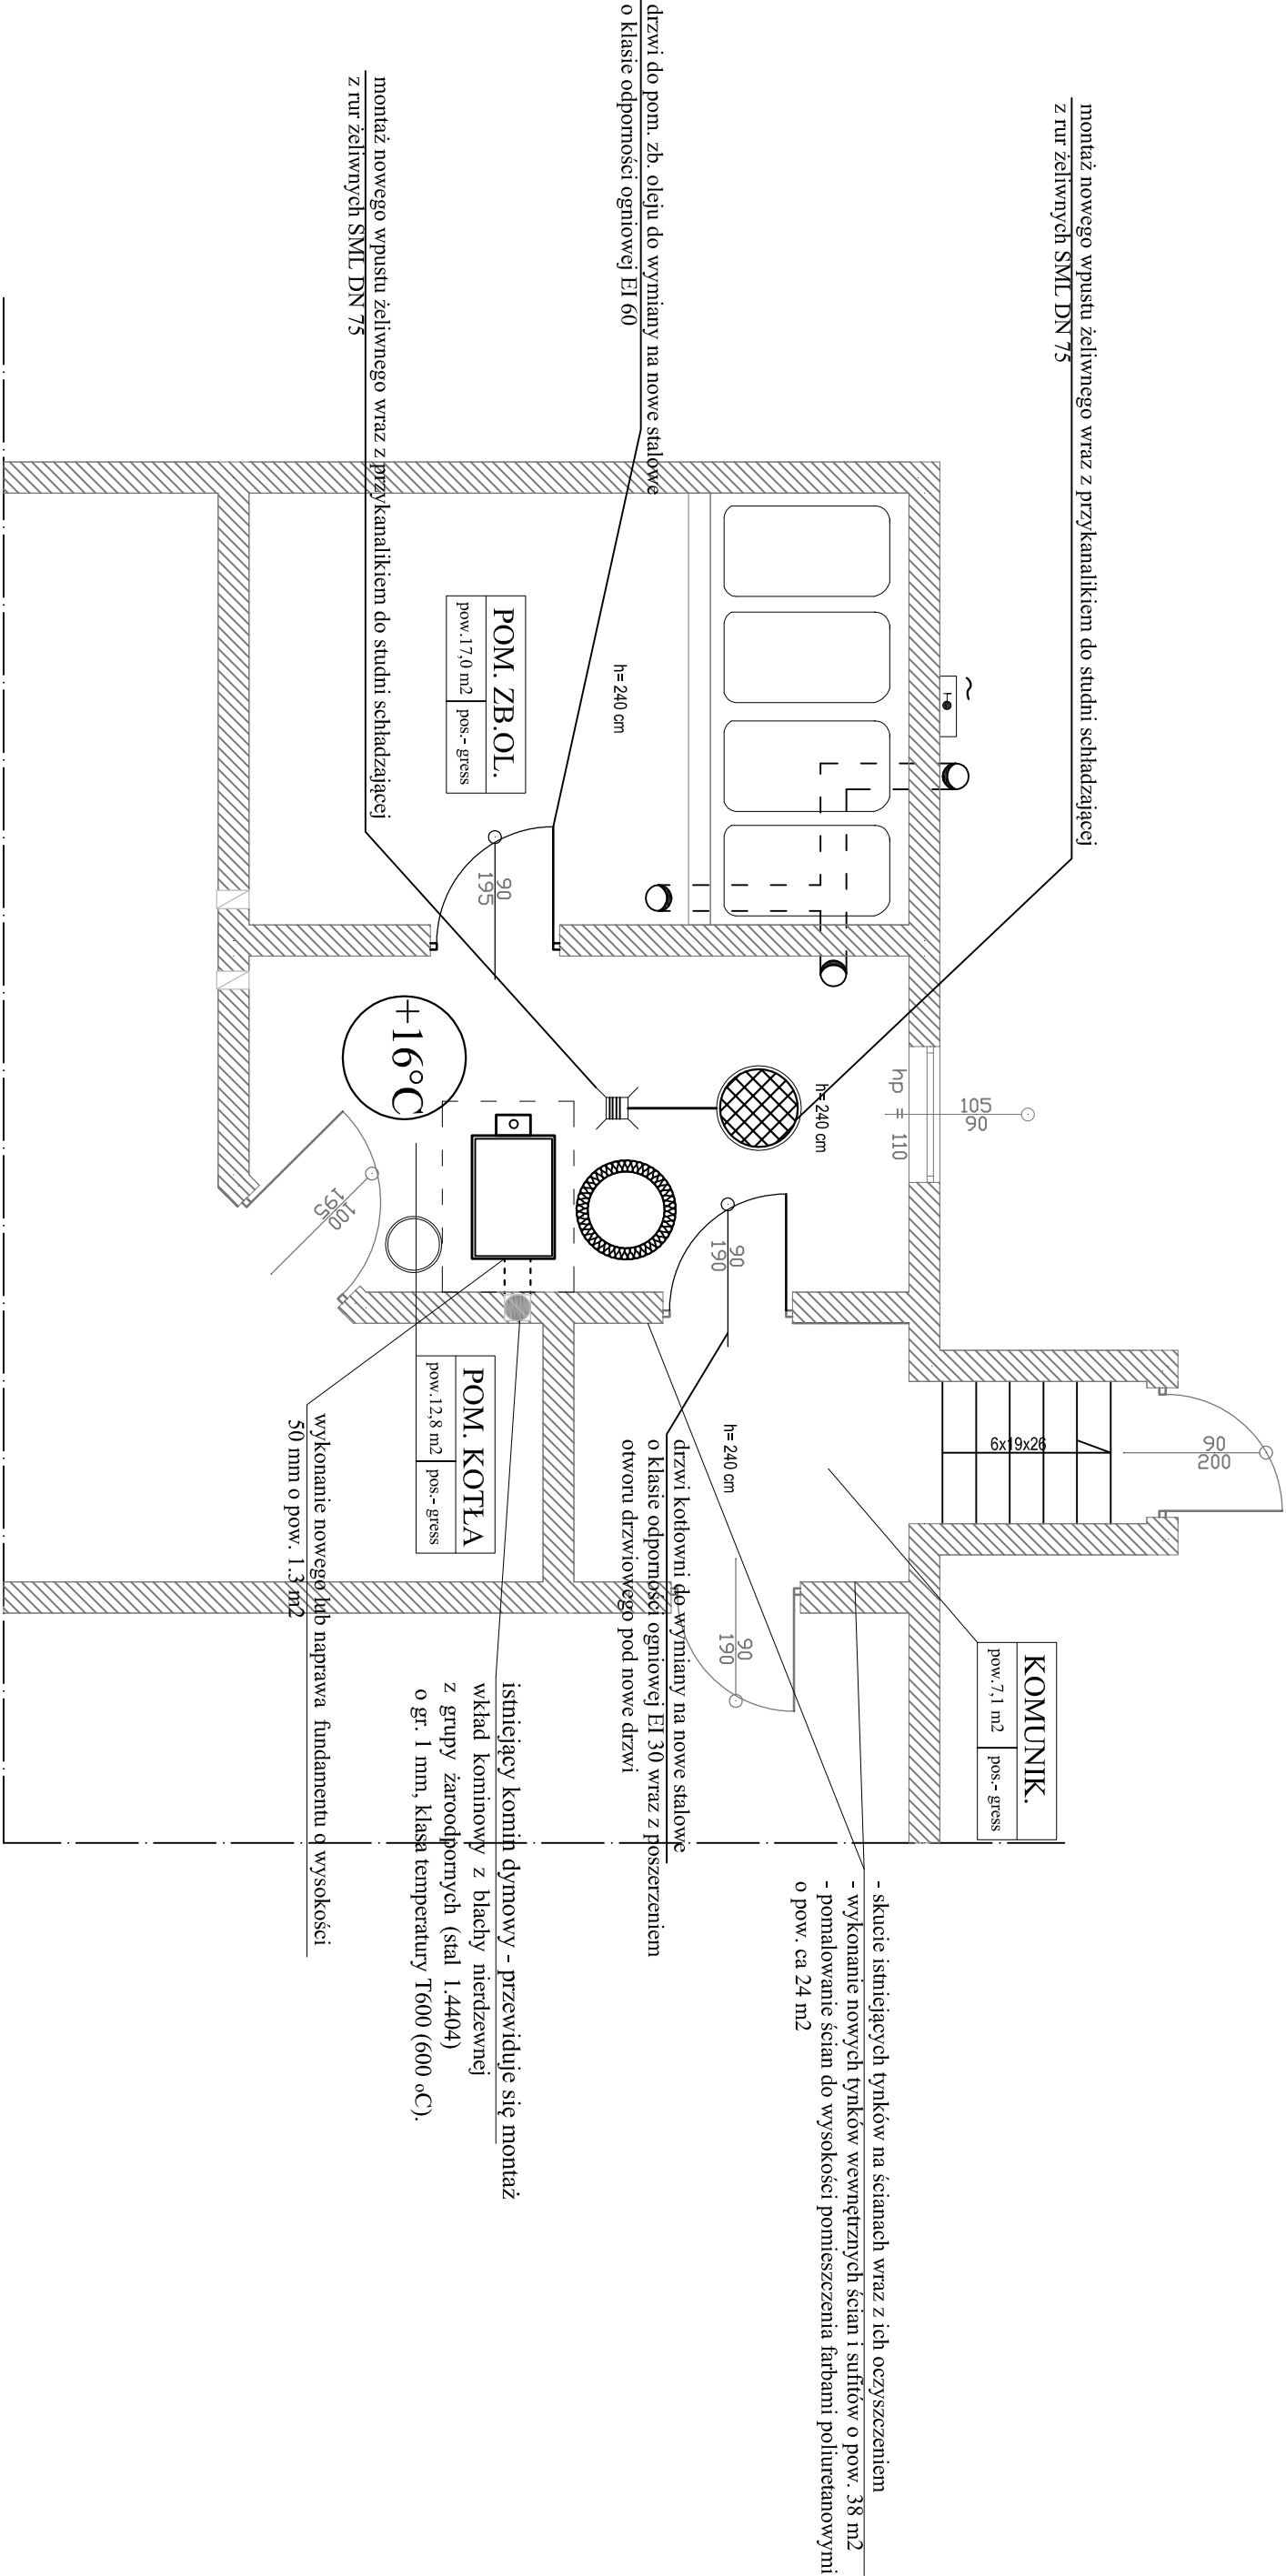 montaż nowego wpustu żeliwnego wraz z przykanalikiem do studni schładzającej
z rur żeliwnych SML DN 75
drzwi do pom. zb. oleju do wymiany na nowe stalowe
o klasie odporności ogniowej EI 60
montaż nowego wpustu żeliwnego wraz z przykanalikiem do studni schładzającej
z rur żeliwnych SML DN 75
POM. ZB.OL.
pow.17,0 m2
pos.- gress
h= 240 cm
90
195
+16°C
h= 240 cm
hp = 110
105
90
100
195
90
190
POM. KOTŁA
pow.12,8 m2
pos.- gress
h= 240 cm
6x19x26
90
200
90
190
KOMUNIK.
pow.7,1 m2
pos.- gress
drzwi kotłowni do wymiany na nowe stalowe
o klasie odporności ogniowej EI 30 wraz z poszerzeniem
otworu drzwiowego pod nowe drzwi
wykonanie nowego lub naprawa fundamentu o wysokości
50 mm o pow. 1.3 m2
istniejący komin dymowy - przewiduje się montaż
wkład kominowy z blachy nierdzewnej
z grupy żaroodpornych (stal 1.4404)
o gr. 1 mm, klasa temperatury T600 (600 oC).
- skucie istniejących tynków na ścianach wraz z ich oczyszczeniem
- wykonanie nowych tynków wewnętrznych ścian i sufitów o pow. 38 m2
- pomalowanie ścian do wysokości pomieszczenia farbami poliuretanowymi
o pow. ca 24 m2